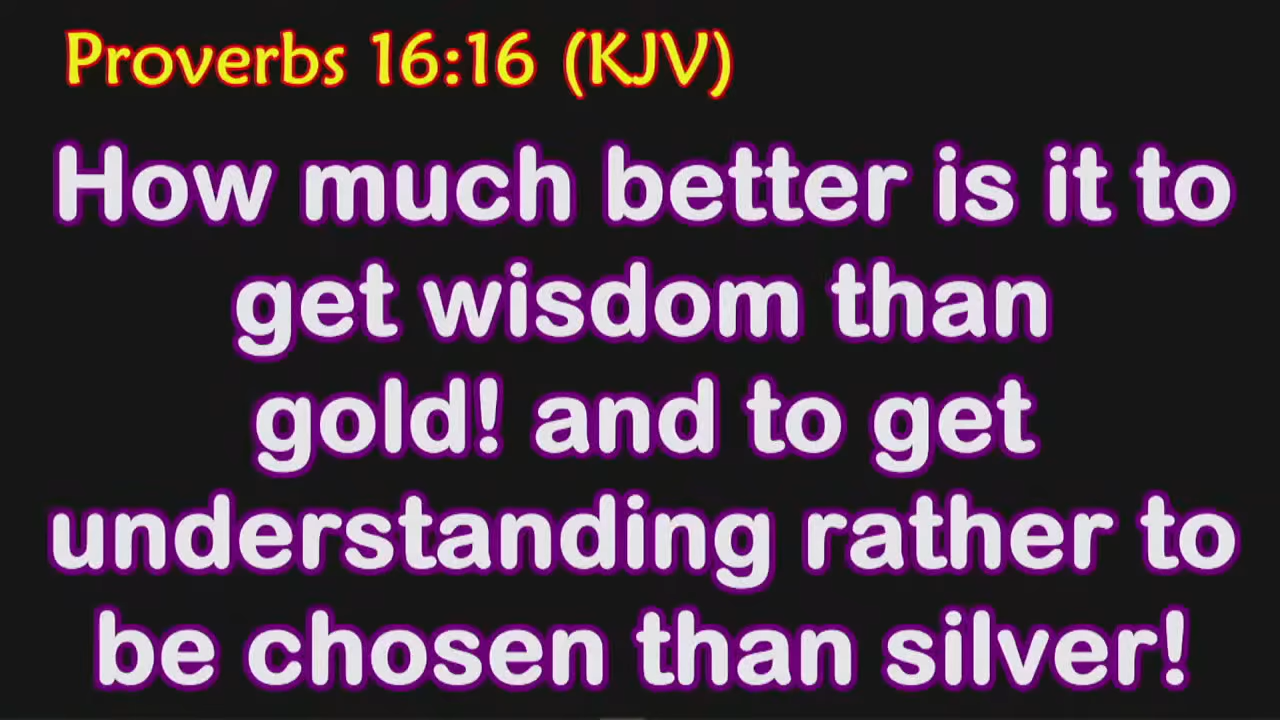 Proverbs 16:16 (KJV)
How much better is it to
get wisdom than
gold! and to get
understanding rather to
be chosen than silver!